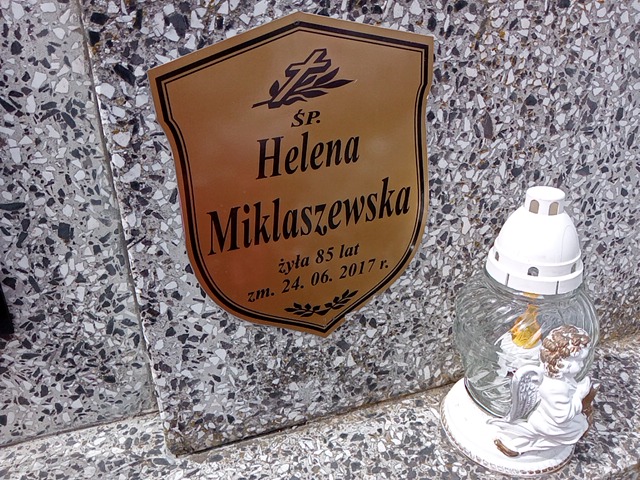 ŚP.
Helena
Miklaszewska
żyła 85 lat
zm. 24. 06. 2017 r.